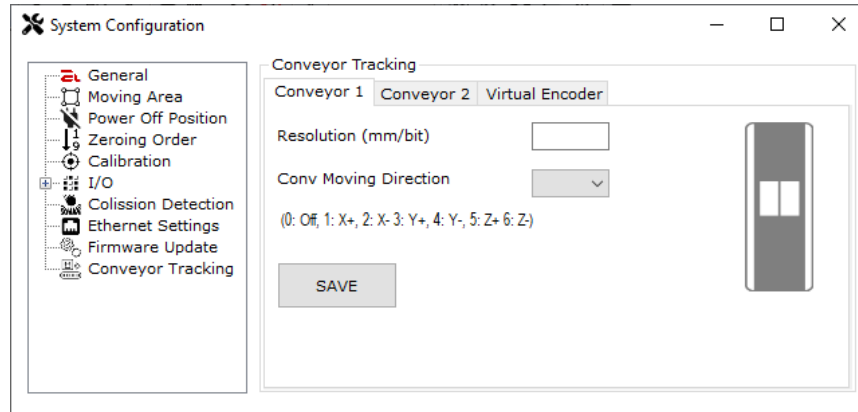 System Configuration
General
Moving Area
Power Off Position
Zeroing Order
Calibration
I/O
Colission Detection
Ethernet Settings
Firmware Update
Conveyor Tracking
Conveyor Tracking
Conveyor 1 Conveyor 2 Virtual Encoder
Resolution (mm/bit)
Conv Moving Direction
(0: Off, 1: X+, 2: X- 3: Y+, 4: Y-, 5: Z+ 6: Z-)
SAVE